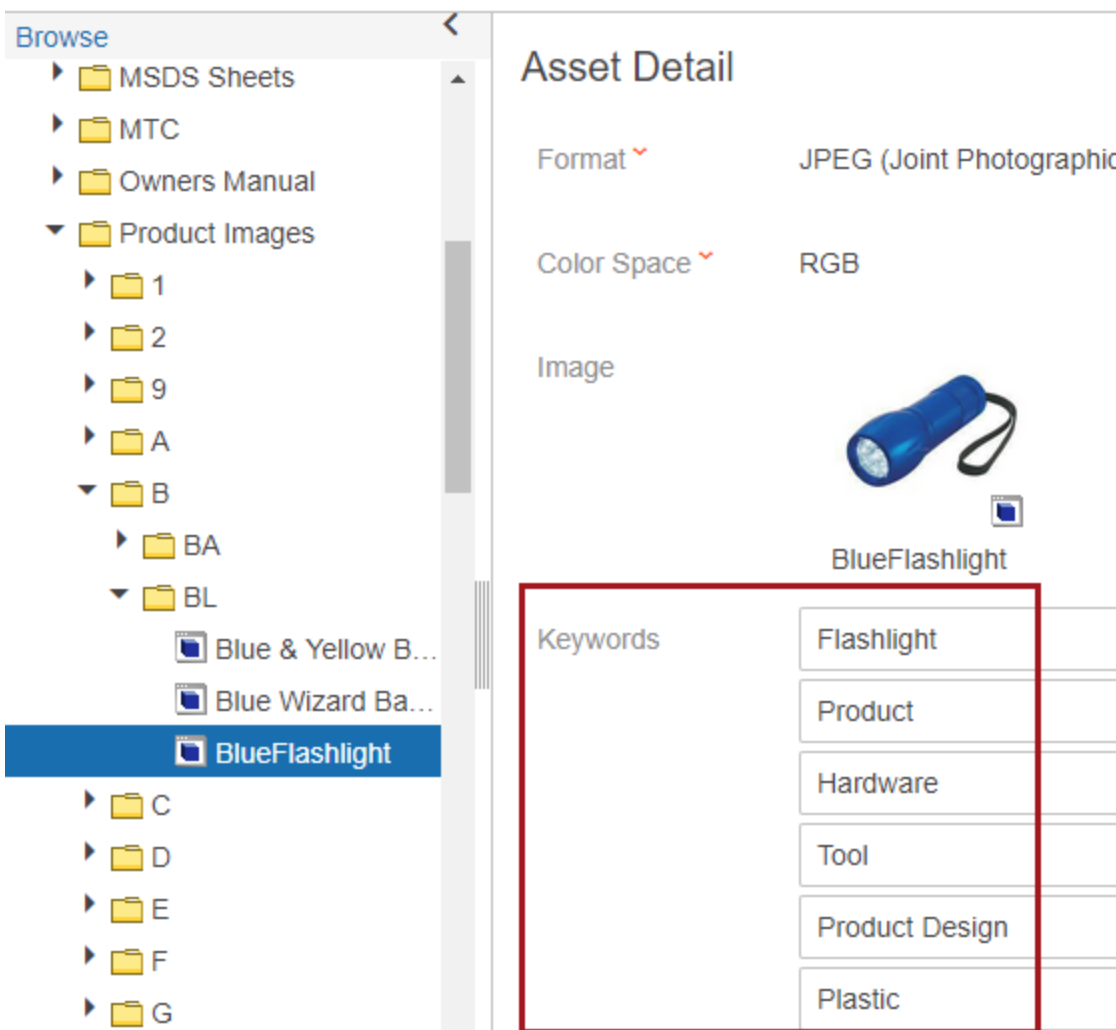 Browse
MSDS Sheets
MTC
Owners Manual
Product Images
1
2
9
A
B
BA
BL
Blue & Yellow B...
Blue Wizard Ba...
BlueFlashlight
C
D
E
F
G
Asset Detail
Format
JPEG (Joint Photographic
Color Space
RGB
Image
BlueFlashlight
Keywords
Flashlight
Product
Hardware
Tool
Product Design
Plastic